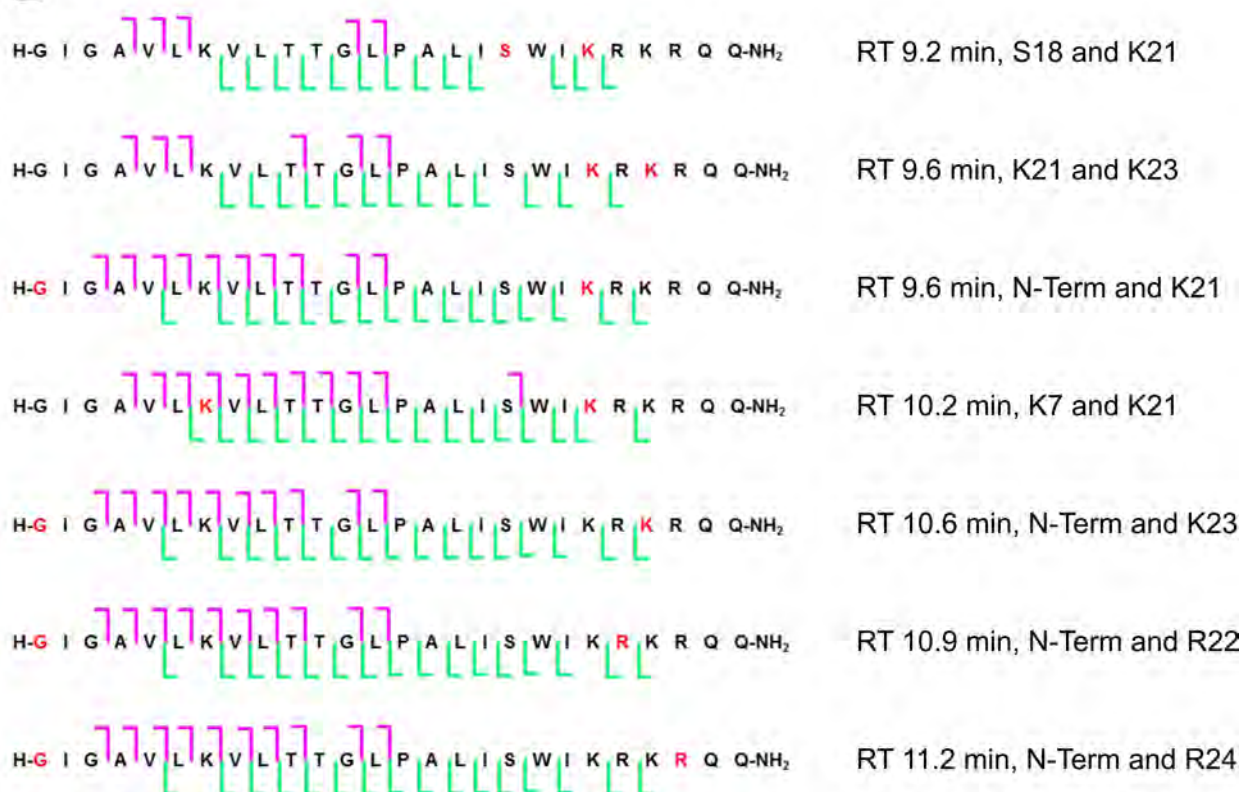 H-G I G A V L K V L T T G L P A L I S W I K R K R Q Q-NH₂ RT 9.2 min, S18 and K21
H-G I G A V L K V L T T G L P A L I S W I K R K R Q Q-NH₂ RT 9.6 min, K21 and K23
H-G I G A V L K V L T T G L P A L I S W I K R K R Q Q-NH₂ RT 9.6 min, N-Term and K21
H-G I G A V L K V L T T G L P A L I S W I K R K R Q Q-NH₂ RT 10.2 min, K7 and K21
H-G I G A V L K V L T T G L P A L I S W I K R K R Q Q-NH₂ RT 10.6 min, N-Term and K23
H-G I G A V L K V L T T G L P A L I S W I K R K R Q Q-NH₂ RT 10.9 min, N-Term and R22
H-G I G A V L K V L T T G L P A L I S W I K R K R Q Q-NH₂ RT 11.2 min, N-Term and R24